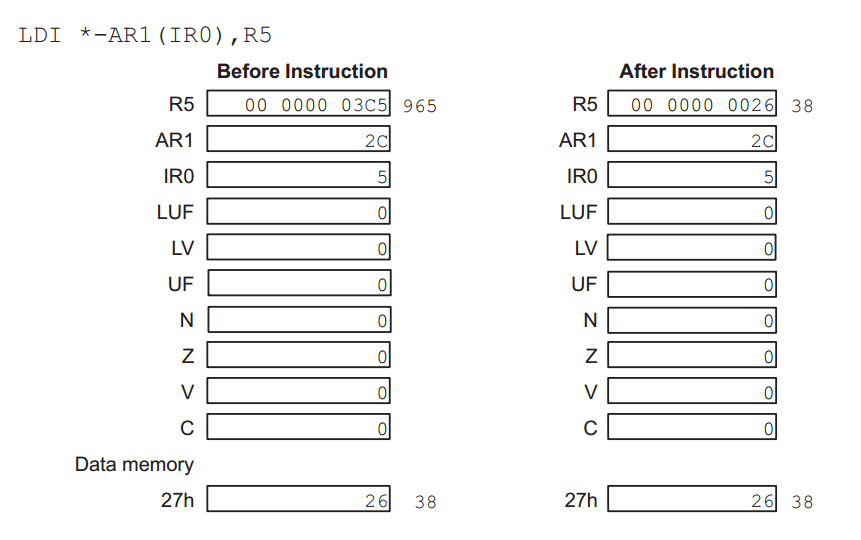 LDI *–AR1(IR0),R5
Before Instruction After Instruction
R5 00 0000 03C5 965 R5 00 0000 0026 38
AR1 2C AR1 2C
IR0 5 IR0 5
LUF 0 LUF 0
LV 0 LV 0
UF 0 UF 0
N 0 N 0
Z 0 Z 0
V 0 V 0
C 0 C 0
Data memory
27h 26 38 27h 26 38